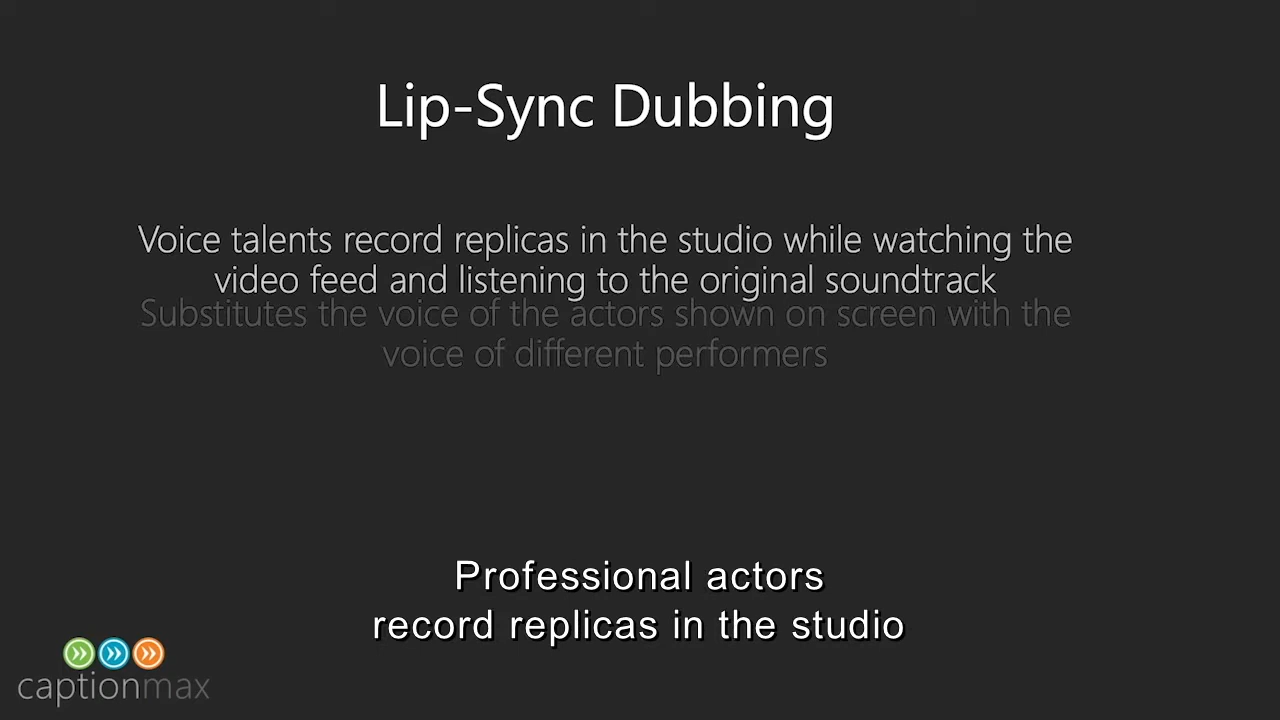 Lip-Sync Dubbing
Voice talents record replicas in the studio while watching the
video feed and listening to the original soundtrack
Substitutes the voice of the actors shown on screen with the
voice of different performers
Professional actors
record replicas in the studio
captionmax